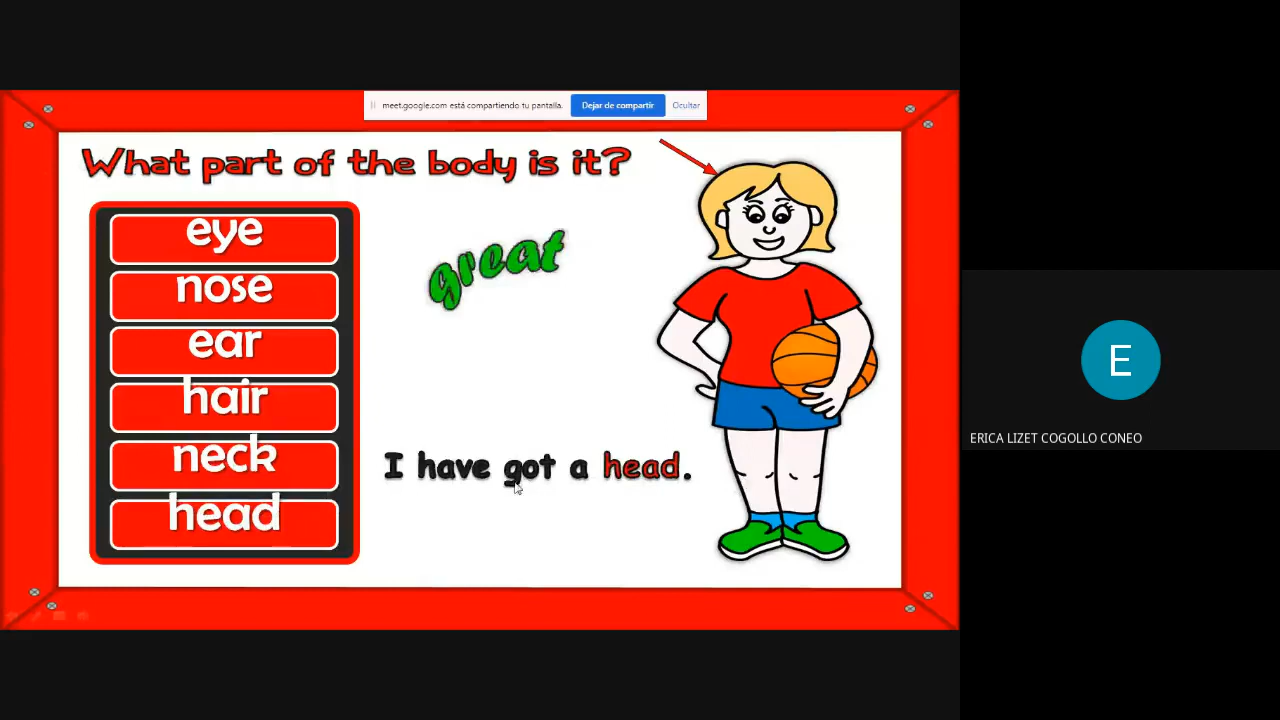 meet.google.com está compartiendo tu pantalla.
Dejar de compartir
Ocultar
What part of the body is it?
eye
nose
ear
hair
neck
head
great
I have got a head.
E
ERICA LIZET COGOLLO CONEO